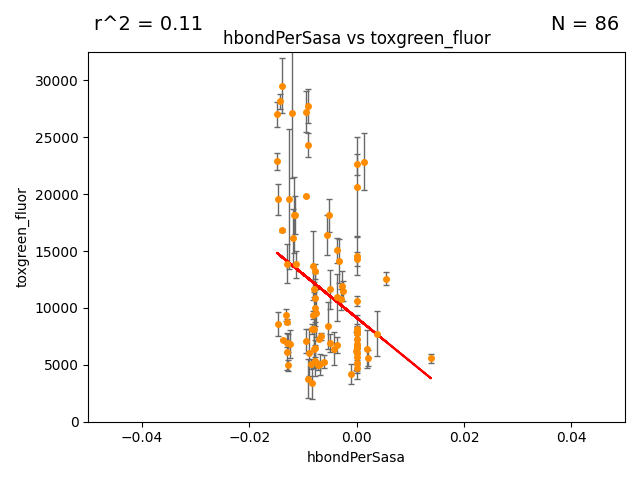 r^2 = 0.11
N = 86
hbondPerSasa vs toxgreen_fluor
30000
25000
20000
15000
10000
5000
0
toxgreen_fluor
−0.04
−0.02
0.00
0.02
0.04
hbondPerSasa